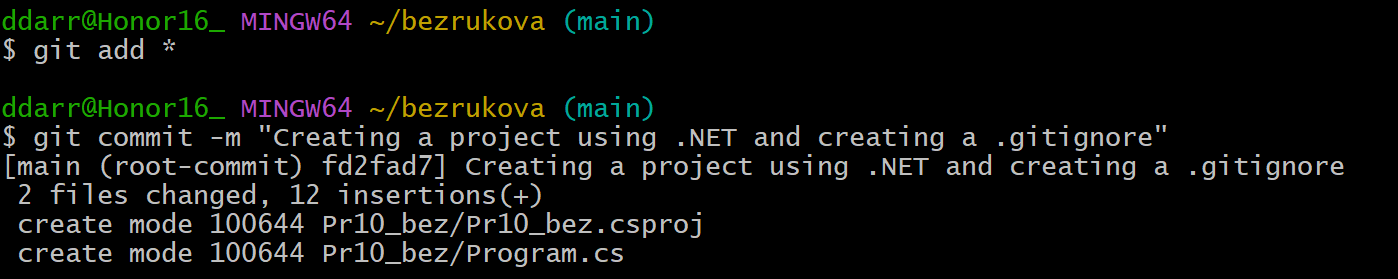 ddarr@Honor16_ MINGW64 ~/bezrukova (main)
$ git add *
ddarr@Honor16_ MINGW64 ~/bezrukova (main)
$ git commit -m "Creating a project using .NET and creating a .gitignore"
[main (root-commit) fd2fad7] Creating a project using .NET and creating a .gitignore
 2 files changed, 12 insertions(+)
 create mode 100644 Pr10_bez/Pr10_bez.csproj
 create mode 100644 Pr10_bez/Program.cs